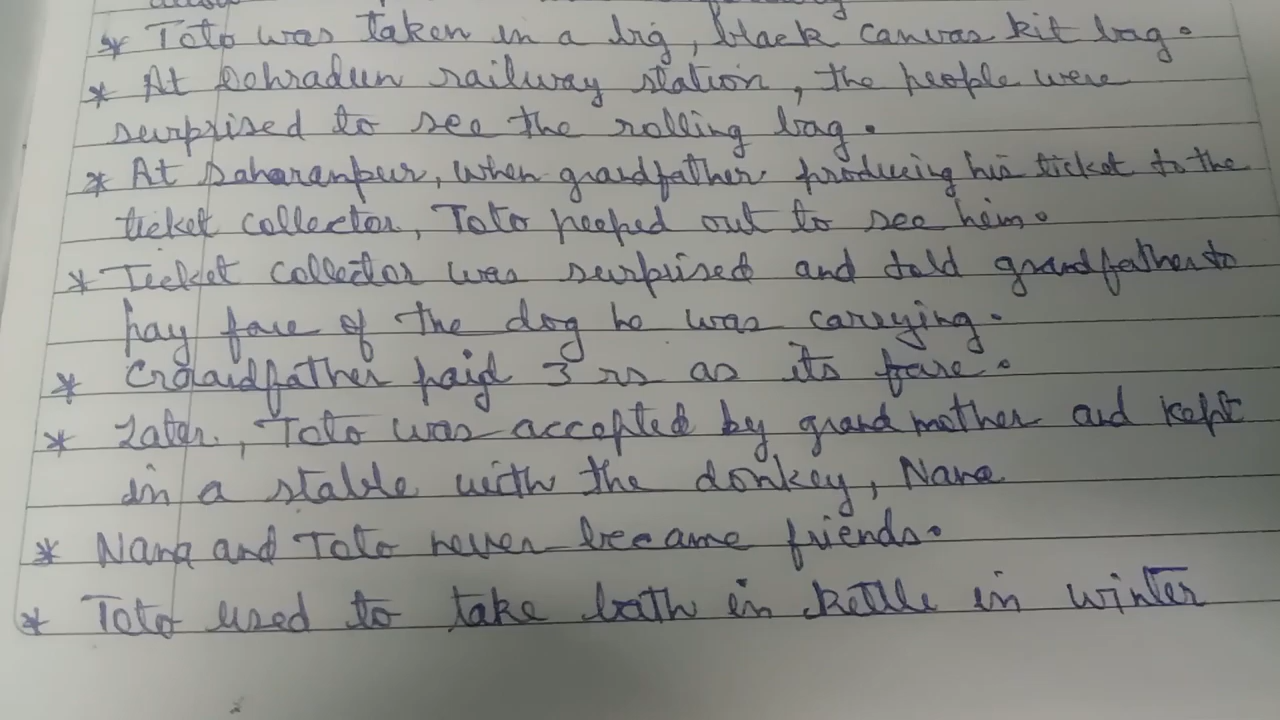 * Toto was taken in a big, black canvas kit bag.
* At Dehradun railway station, the people were
surprised to see the rolling bag.
* At Saharanpur, when grandfather producing his ticket to the
ticket collector, Toto peeped out to see him.
* Ticket collector was surprised and told grandfather to
pay fare of the dog he was carrying.
* Grandfather paid 3 rs as its fare.
* Later, Toto was accepted by grand mother and kept
in a stable with the donkey, Nana
* Nana and Toto never became friends.
* Toto used to take bath in kettle in winter